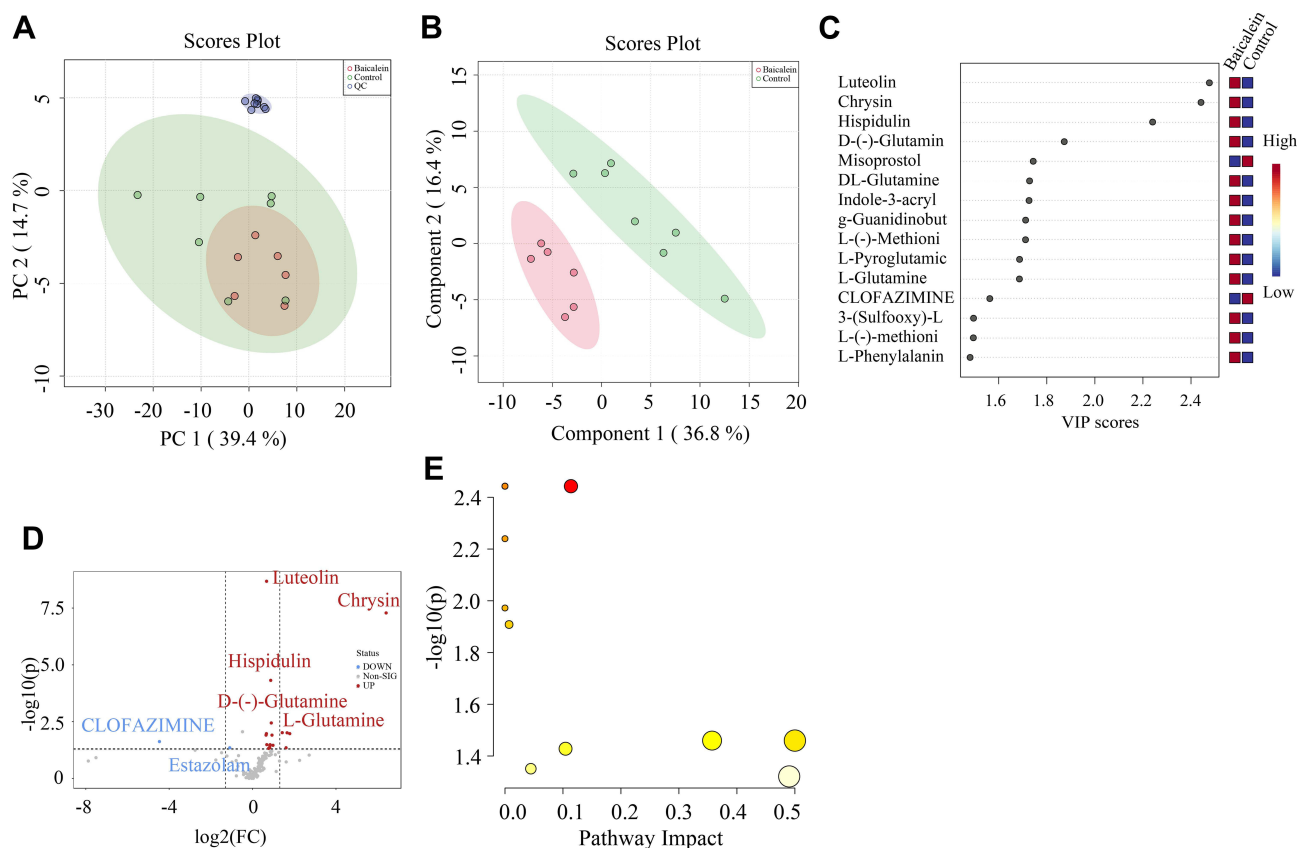 A
Scores Plot
Baicalein
Control
QC
5
0
-5
-10
PC 2 ( 14.7 %)
-30 -20 -10 0 10 20
PC 1 ( 39.4 %)
B
Scores Plot
Baicalein
Control
15
10
5
0
-5
-10
Component 2 ( 16.4 %)
-10 -5 0 5 10 15 20
Component 1 ( 36.8 %)
C
Baicalein
Control
Luteolin
Chrysin
Hispidulin
D-(-)-Glutamin
Misoprostol
DL-Glutamine
Indole-3-acryl
g-Guanidinobut
L-(-)-Methioni
L-Pyroglutamic
L-Glutamine
CLOFAZIMINE
3-(Sulfooxy)-L
L-(-)-methioni
L-Phenylalanin
High
Low
1.6 1.8 2.0 2.2 2.4
VIP scores
D
Luteolin
Chrysin
Hispidulin
D-(-)-Glutamine
L-Glutamine
CLOFAZIMINE
Estazolam
Status
DOWN
Non-SIG
UP
7.5
5.0
2.5
0
-log10(p)
-8 -4 0 4
log2(FC)
E
2.4
2.2
2.0
1.8
1.6
1.4
-log10(p)
0.0 0.1 0.2 0.3 0.4 0.5
Pathway Impact